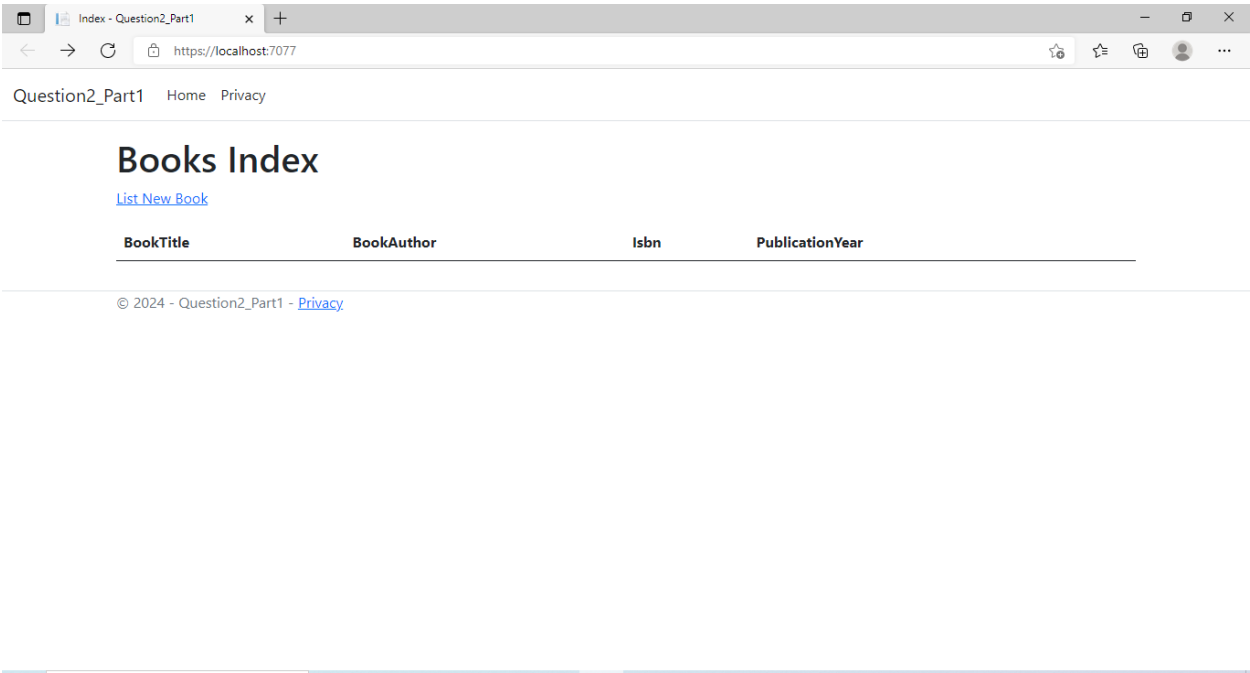 Index - Question2_Part1
https://localhost:7077
Question2_Part1 Home Privacy
Books Index
List New Book
BookTitle BookAuthor Isbn PublicationYear
© 2024 - Question2_Part1 - Privacy